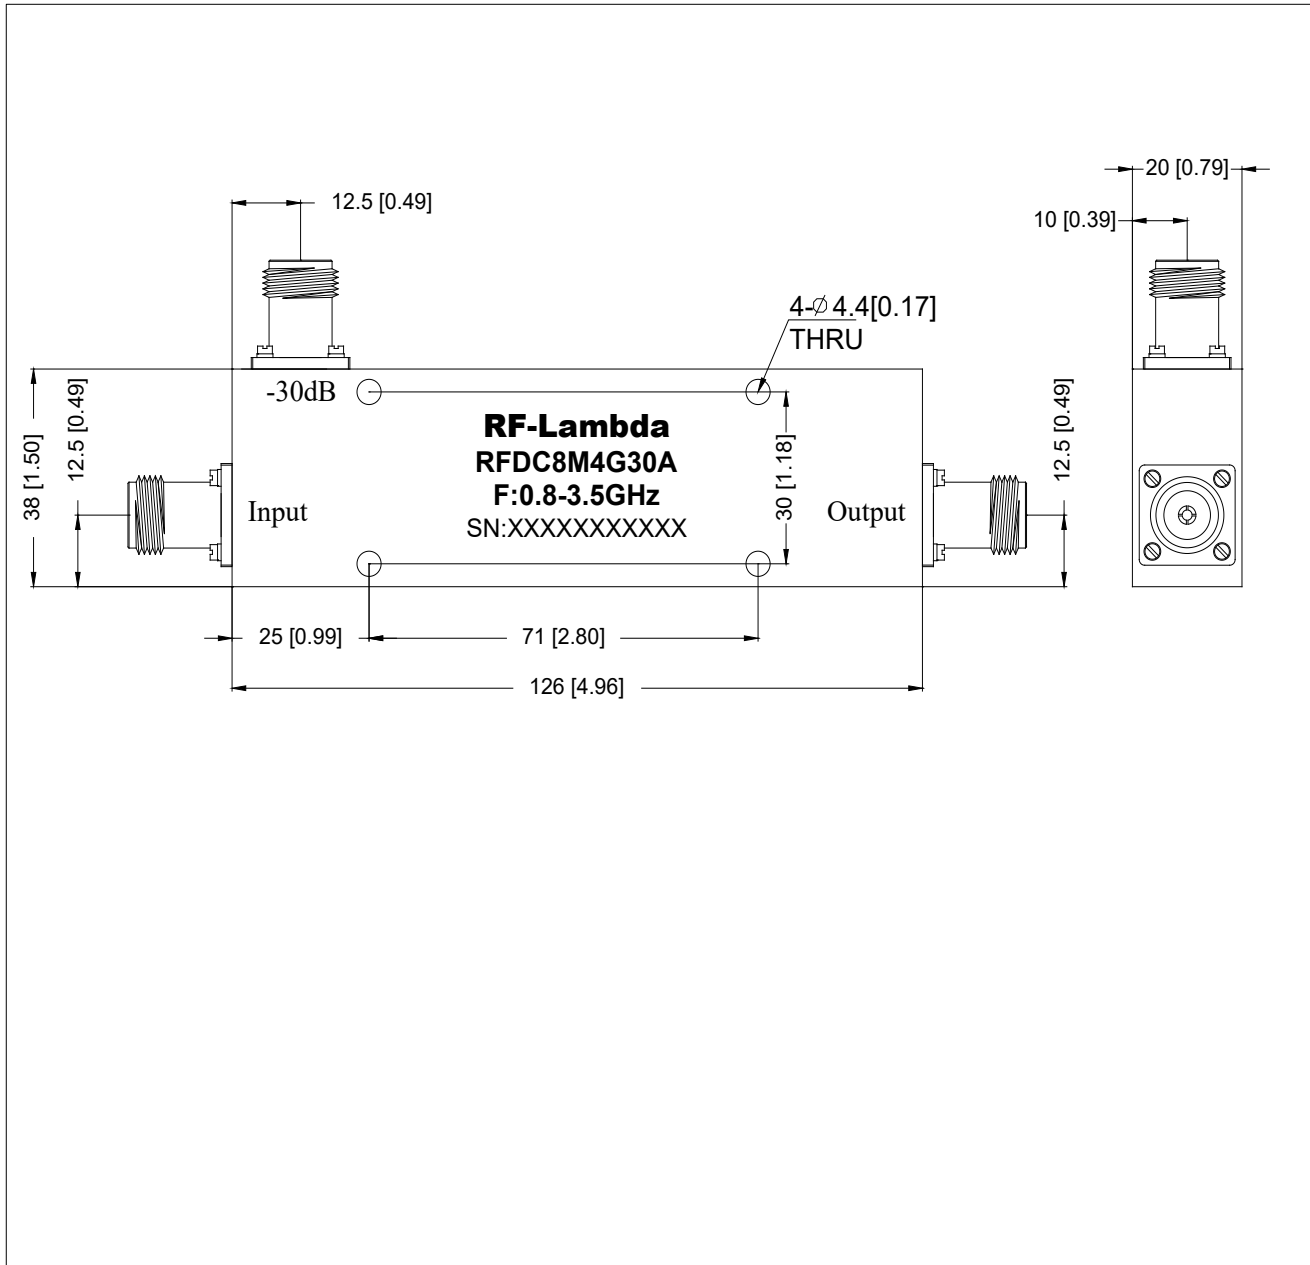 20 [0.79]
12.5 [0.49]
10 [0.39]
4-⌀ 4.4[0.17]
THRU
-30dB
RF-Lambda
RFDC8M4G30A
F:0.8-3.5GHz
SN:XXXXXXXXXXX
Input
Output
38 [1.50]
12.5 [0.49]
30 [1.18]
12.5 [0.49]
25 [0.99]
71 [2.80]
126 [4.96]